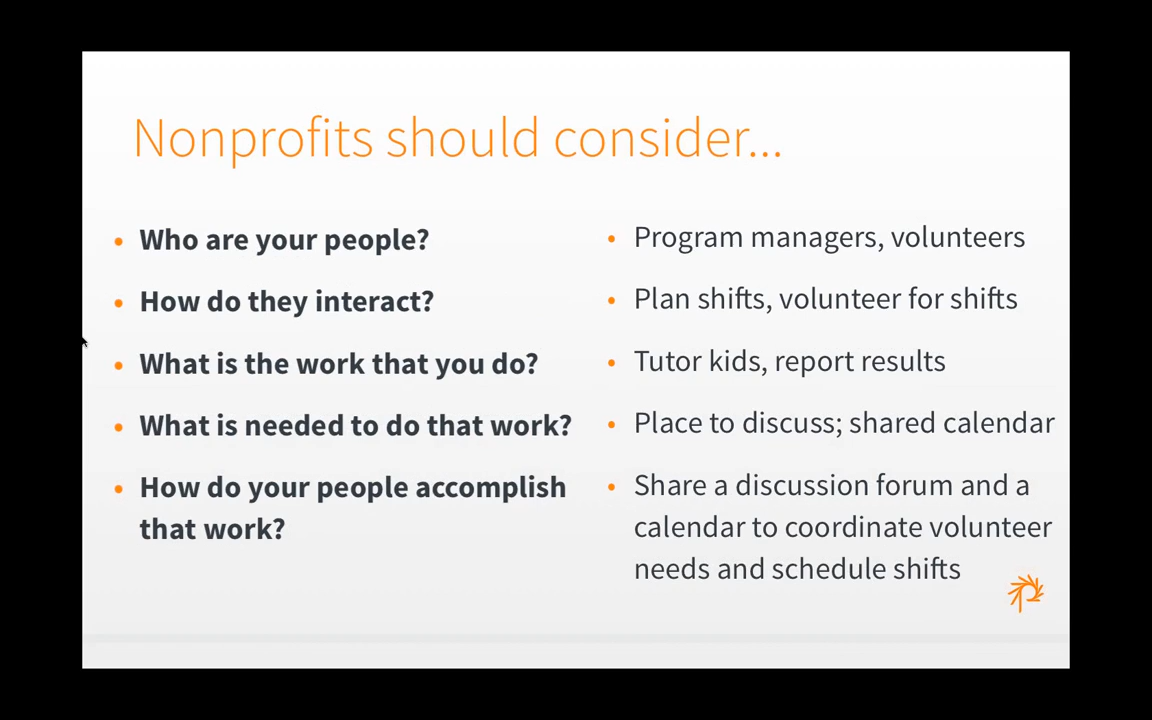 Nonprofits should consider...
• Who are your people?
• How do they interact?
• What is the work that you do?
• What is needed to do that work?
• How do your people accomplish
that work?
• Program managers, volunteers
• Plan shifts, volunteer for shifts
• Tutor kids, report results
• Place to discuss; shared calendar
• Share a discussion forum and a
calendar to coordinate volunteer
needs and schedule shifts